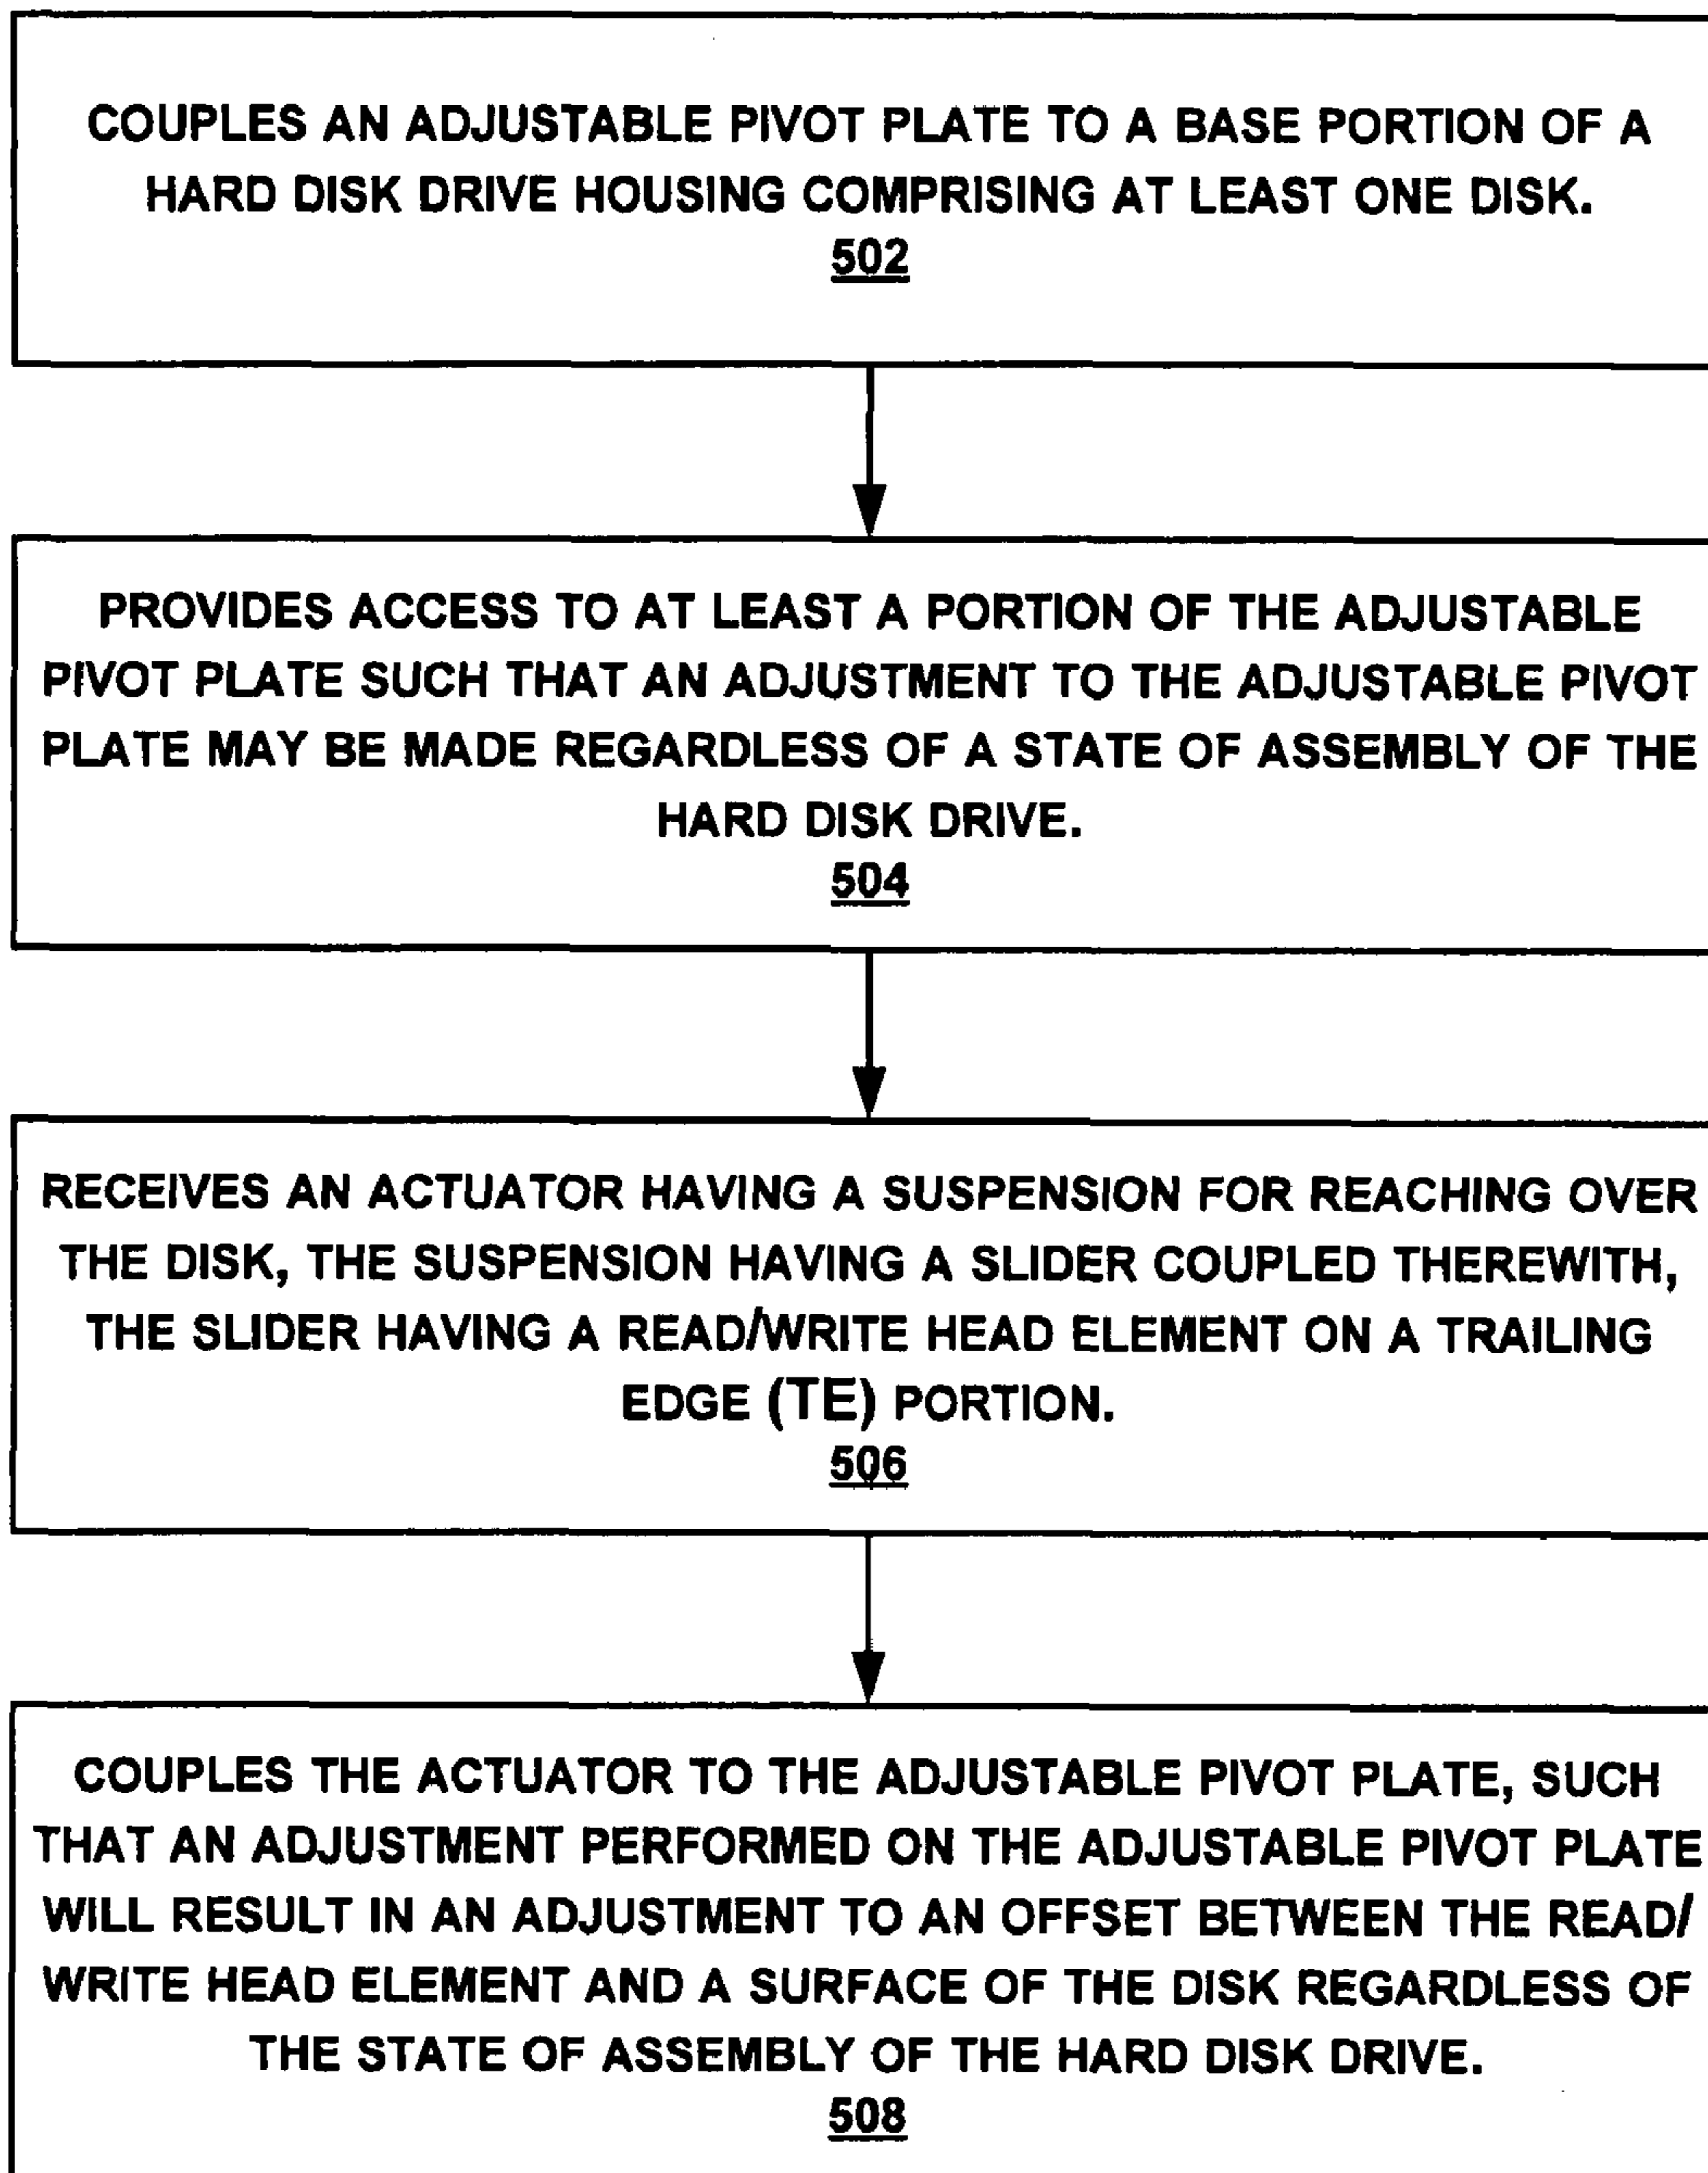 COUPLES AN ADJUSTABLE PIVOT PLATE TO A BASE PORTION OF A
HARD DISK DRIVE HOUSING COMPRISING AT LEAST ONE DISK.
502
PROVIDES ACCESS TO AT LEAST A PORTION OF THE ADJUSTABLE
PIVOT PLATE SUCH THAT AN ADJUSTMENT TO THE ADJUSTABLE PIVOT
PLATE MAY BE MADE REGARDLESS OF A STATE OF ASSEMBLY OF THE
HARD DISK DRIVE.
504
RECEIVES AN ACTUATOR HAVING A SUSPENSION FOR REACHING OVER
THE DISK, THE SUSPENSION HAVING A SLIDER COUPLED THEREWITH,
THE SLIDER HAVING A READ/WRITE HEAD ELEMENT ON A TRAILING
EDGE (TE) PORTION.
506
COUPLES THE ACTUATOR TO THE ADJUSTABLE PIVOT PLATE, SUCH
THAT AN ADJUSTMENT PERFORMED ON THE ADJUSTABLE PIVOT PLATE
WILL RESULT IN AN ADJUSTMENT TO AN OFFSET BETWEEN THE READ/
WRITE HEAD ELEMENT AND A SURFACE OF THE DISK REGARDLESS OF
THE STATE OF ASSEMBLY OF THE HARD DISK DRIVE.
508